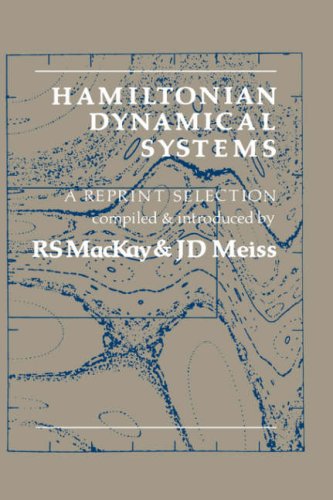 HAMILTONIAN
DYNAMICAL
SYSTEMS
A REPRINT SELECTION
compiled & introduced by
RS MacKay & JD Meiss